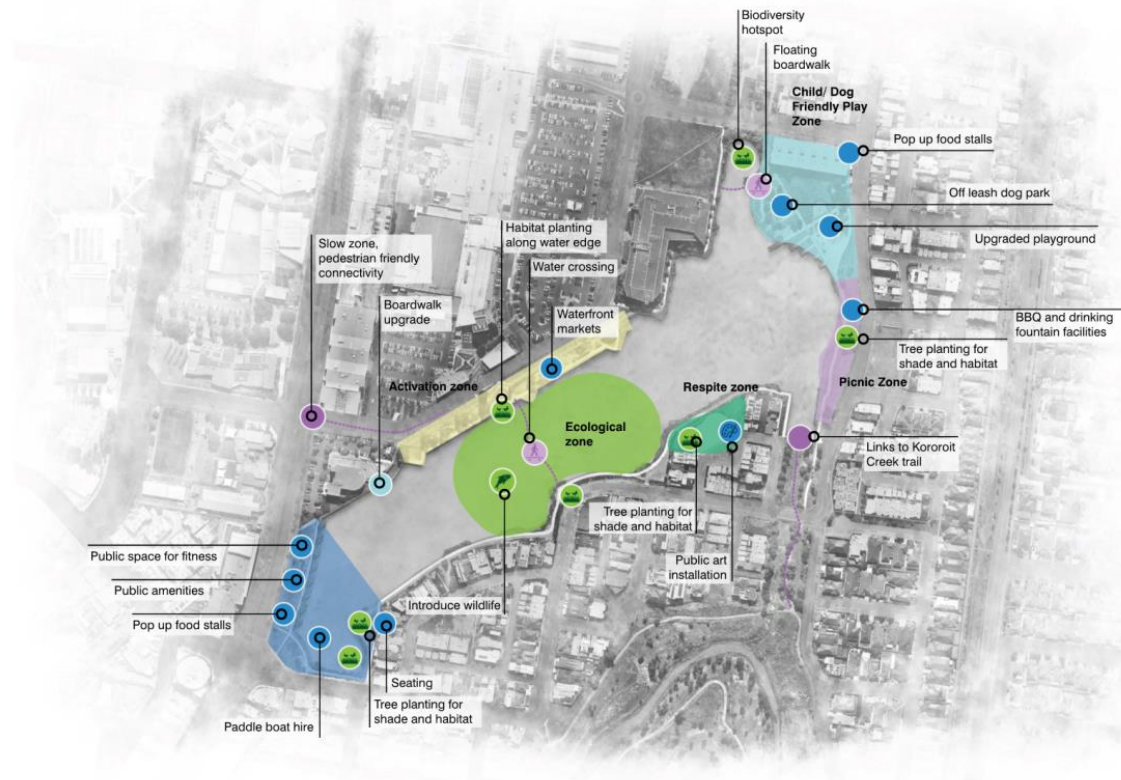 Biodiversity
hotspot
Floating
boardwalk
Child/ Dog
Friendly Play
Zone
Pop up food stalls
Off leash dog park
Upgraded playground
Habitat planting
along water edge
Slow zone,
pedestrian friendly
connectivity
Water crossing
Boardwalk
upgrade
Waterfront
markets
BBQ and drinking
fountain facilities
Tree planting for
shade and habitat
Activation zone
Respite zone
Picnic Zone
Ecological
zone
Links to Kororoit
Creek trail
Tree planting for
shade and habitat
Public art
installation
Public space for fitness
Public amenities
Pop up food stalls
Introduce wildlife
Seating
Tree planting for
shade and habitat
Paddle boat hire